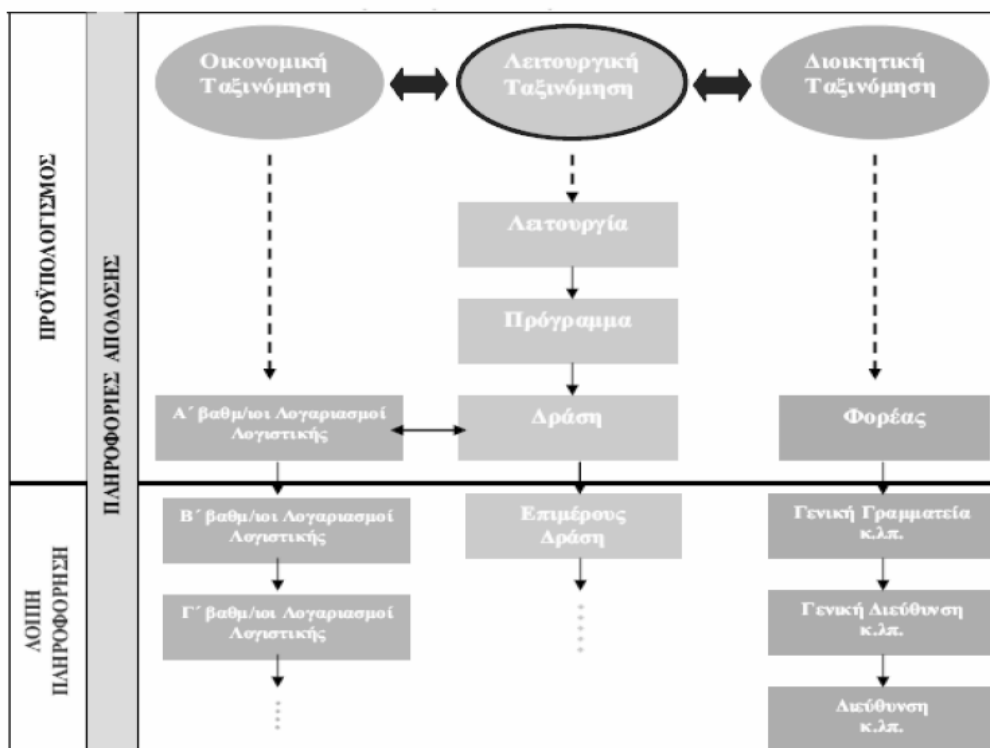 Οικονομική
Ταξινόμηση
Λειτουργική
Ταξινόμηση
Διοικητική
Ταξινόμηση
ΠΡΟΫΠΟΛΟΓΙΣΜΟΣ
ΠΛΗΡΟΦΟΡΙΕΣ ΑΠΟΔΟΣΗΣ
Λειτουργία
Πρόγραμμα
Α΄ βαθμ/ιοι Λογαριασμοί
Λογιστικής
Δράση
Φορέας
ΛΟΙΠΗ
ΠΛΗΡΟΦΟΡΗΣΗ
Β΄ βαθμ/ιοι Λογαριασμοί
Λογιστικής
Επιμέρους
Δράση
Γενική Γραμματεία
κ.λπ.
Γ΄ βαθμ/ιοι Λογαριασμοί
Λογιστικής
Γενική Διεύθυνση
κ.λπ.
Διεύθυνση
κ.λπ.